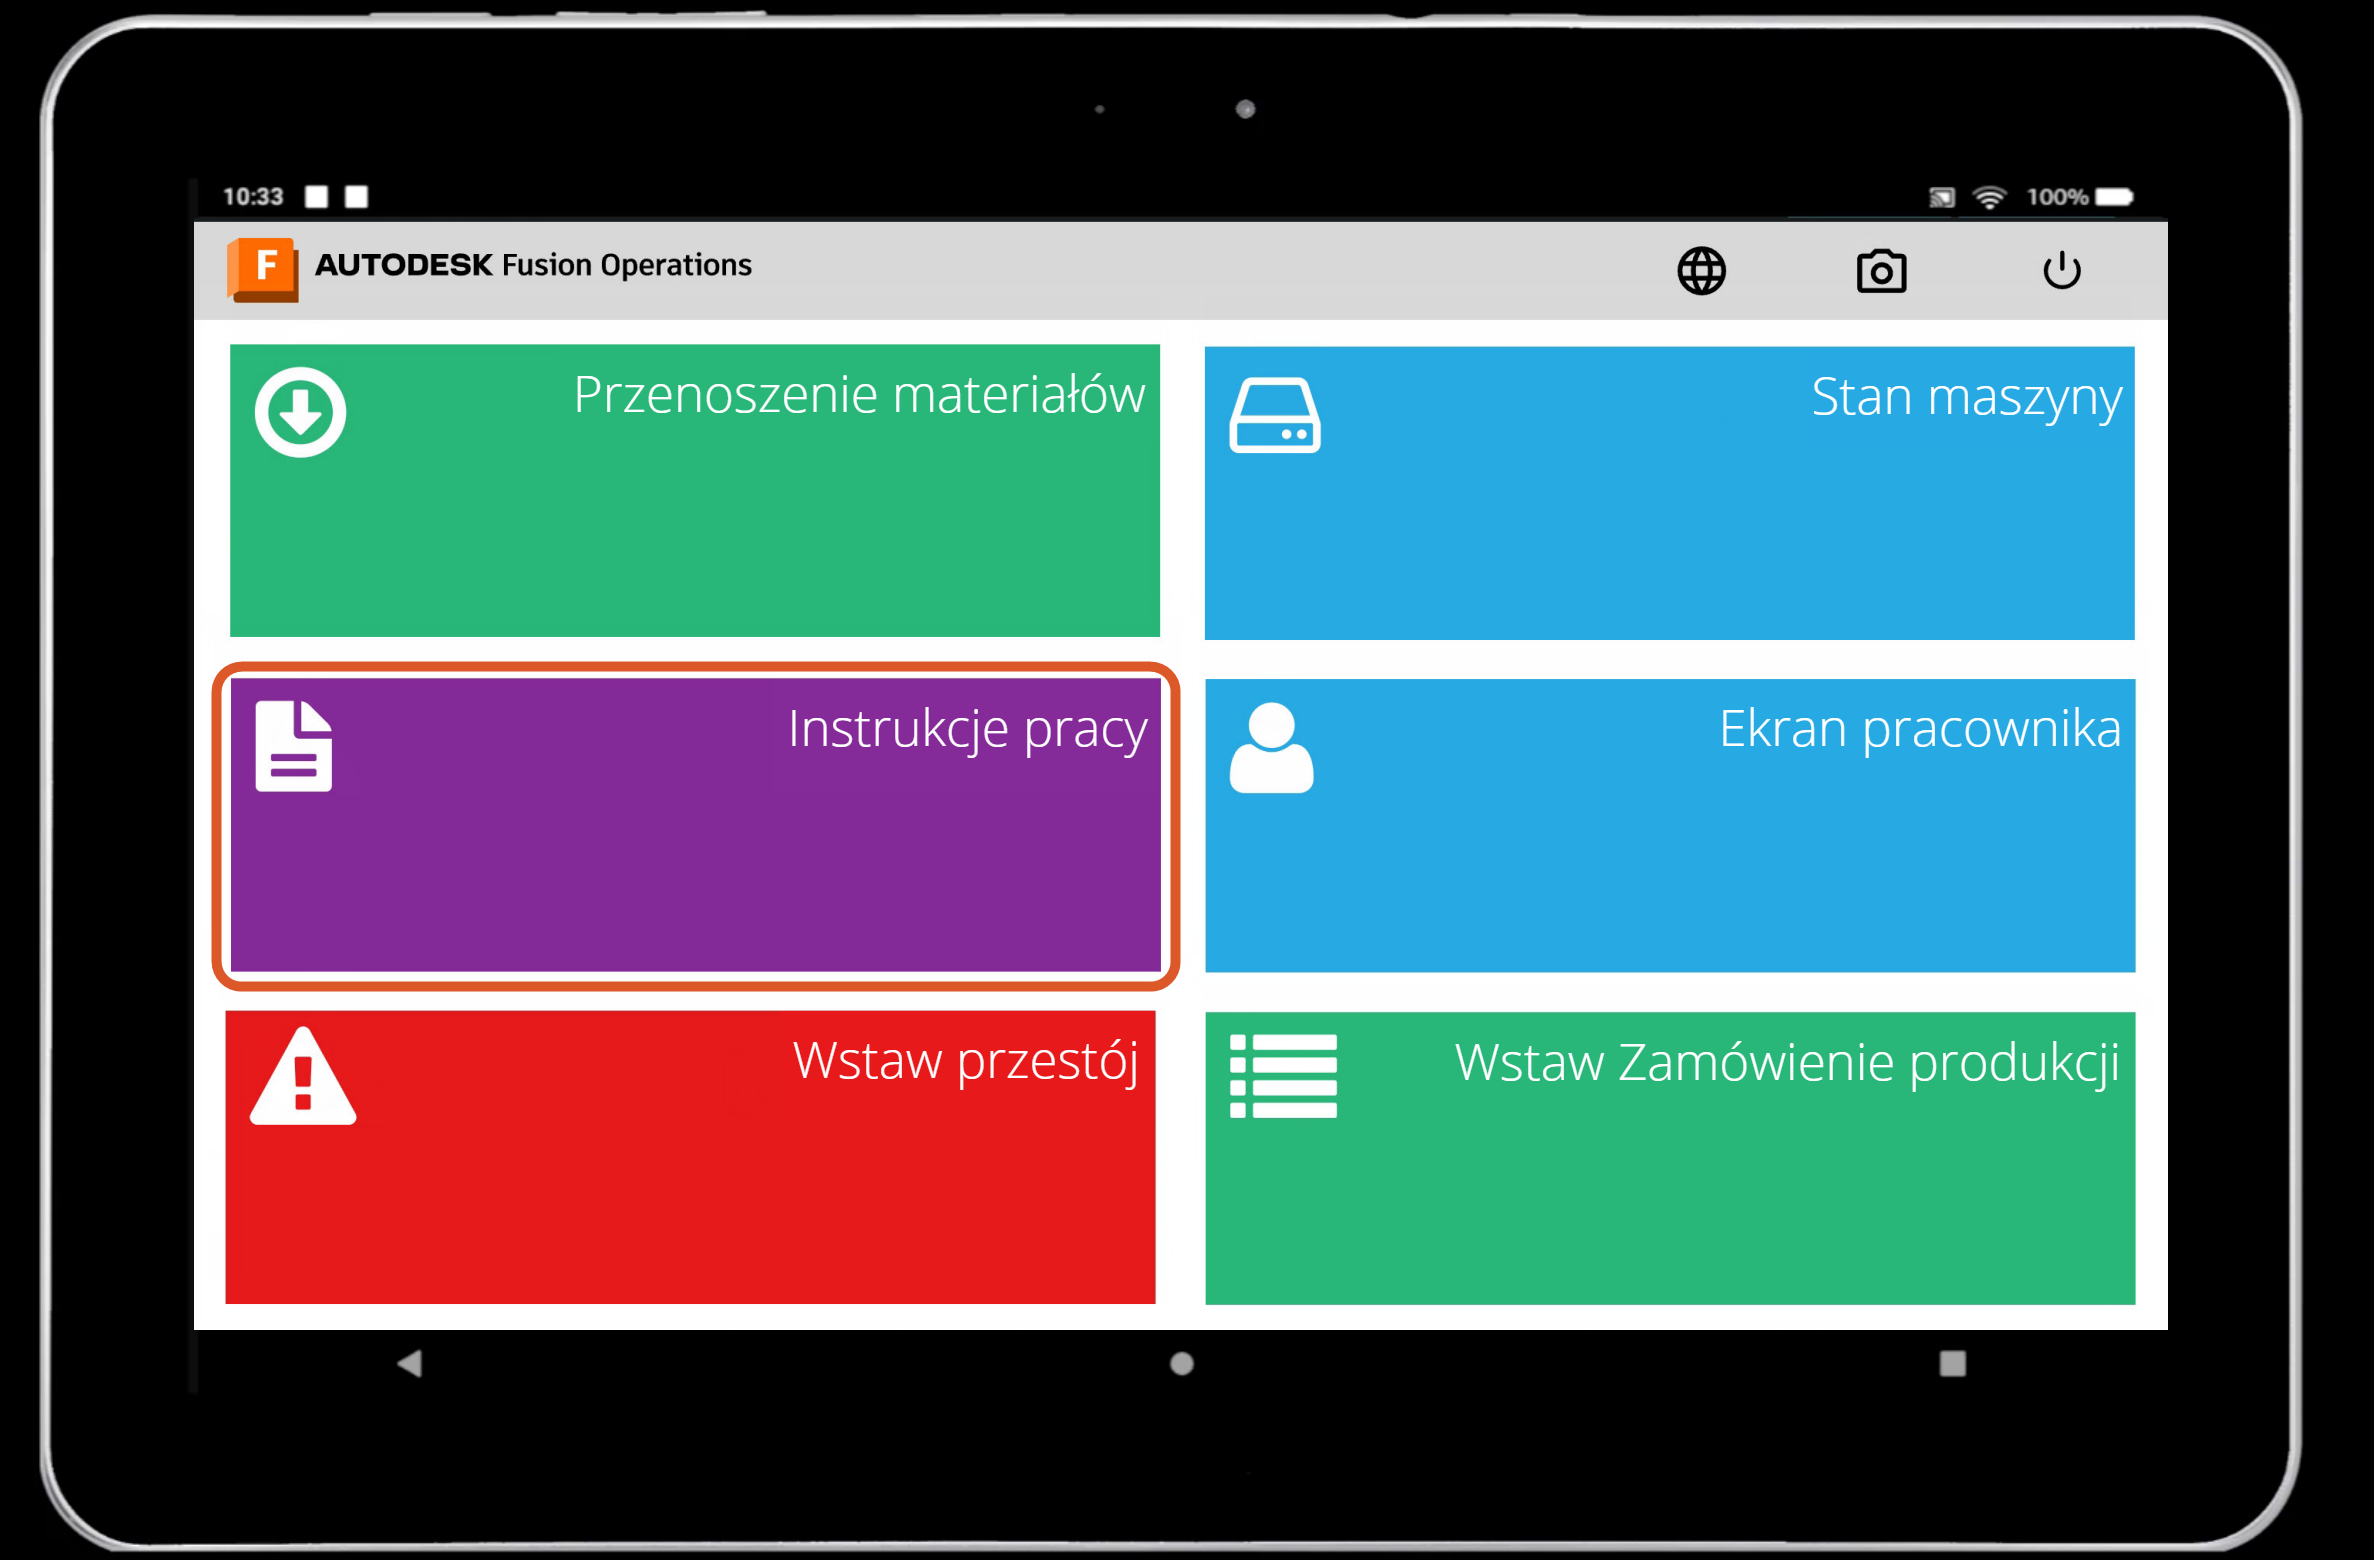 10:33
100%
F AUTODESK Fusion Operations
Przenoszenie materiałów
Stan maszyny
Instrukcje pracy
Ekran pracownika
Wstaw przestój
Wstaw Zamówienie produkcji